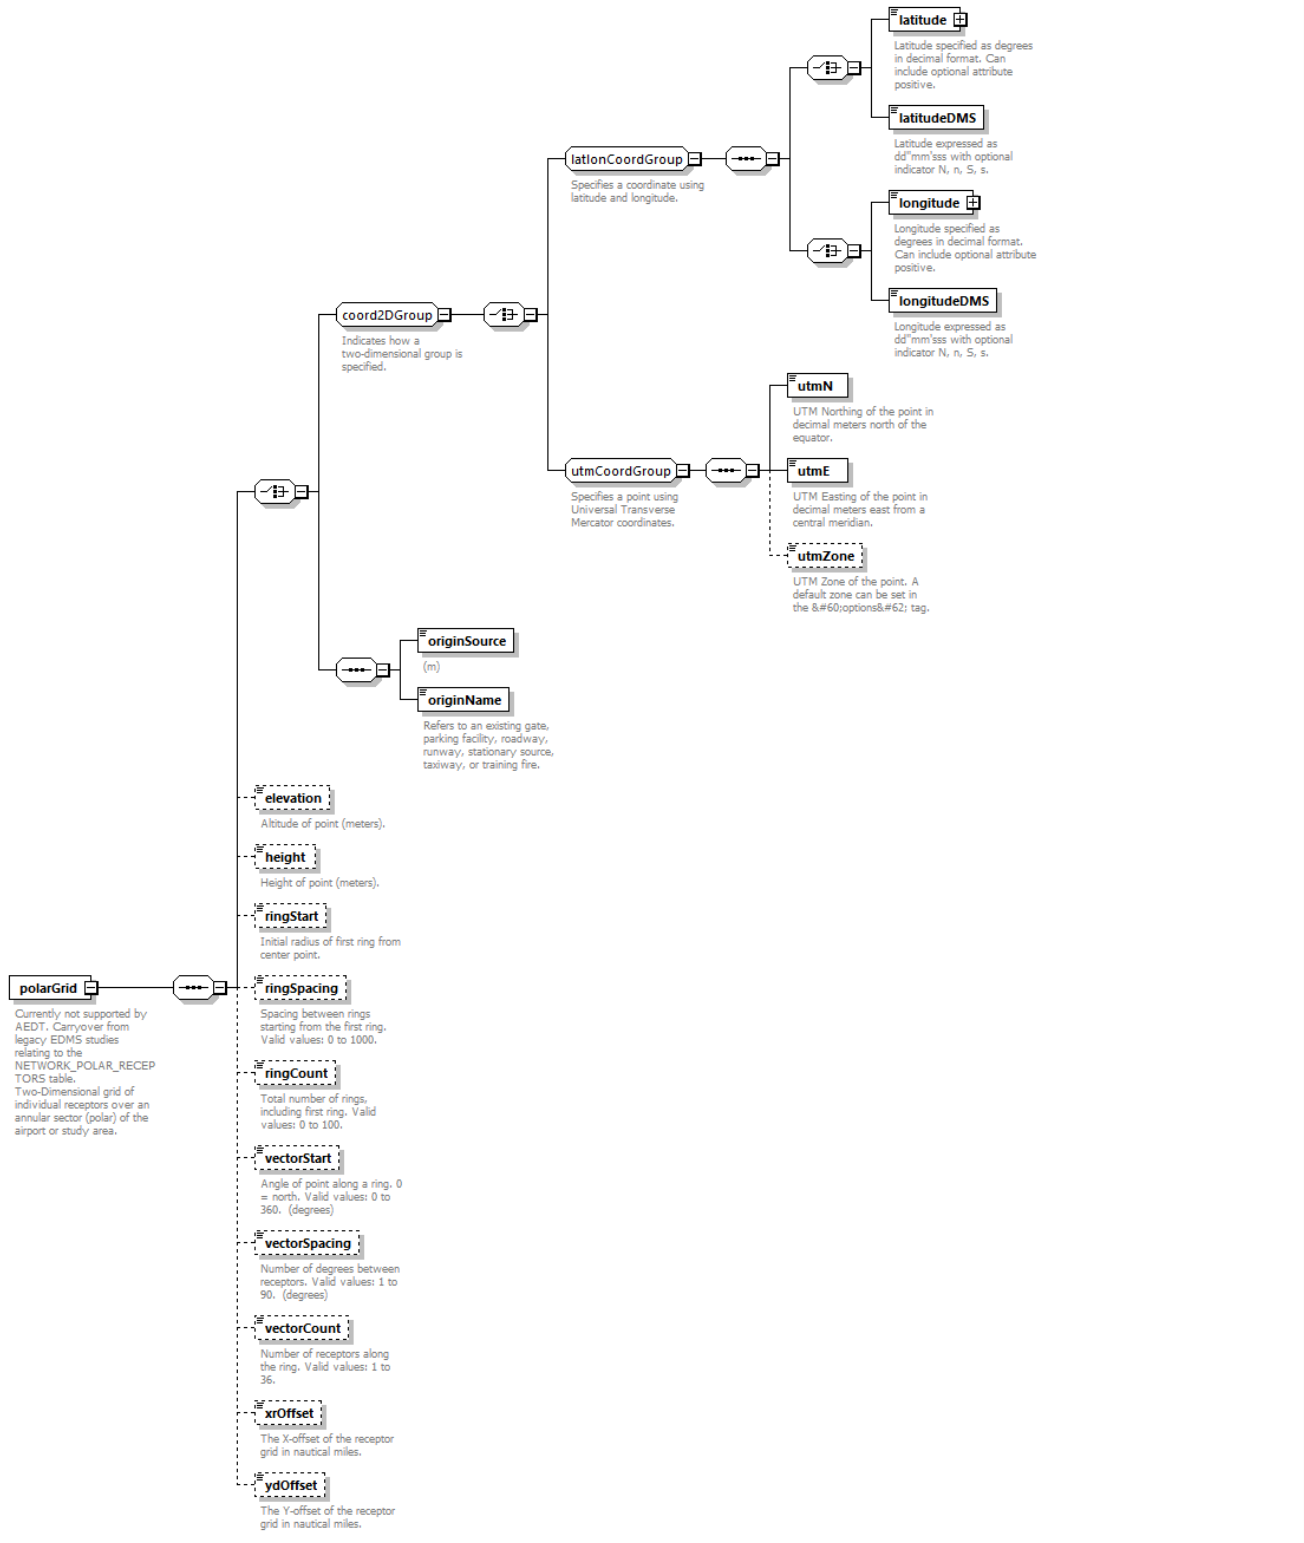 latitude
Latitude specified as degrees
in decimal format. Can
include optional attribute
positive.
latitudeDMS
Latitude expressed as
dd"mm'sss with optional
indicator N, n, S, s.
latlonCoordGroup
Specifies a coordinate using
latitude and longitude.
longitude
Longitude specified as
degrees in decimal format.
Can include optional attribute
positive.
longitudeDMS
Longitude expressed as
dd"mm'sss with optional
indicator N, n, S, s.
coord2DGroup
Indicates how a
two-dimensional group is
specified.
utmN
UTM Northing of the point in
decimal meters north of the
equator.
utmCoordGroup
Specifies a point using
Universal Transverse
Mercator coordinates.
utmE
UTM Easting of the point in
decimal meters east from a
central meridian.
utmZone
UTM Zone of the point. A
default zone can be set in
the &#60;options&#62; tag.
originSource
(m)
originName
Refers to an existing gate,
parking facility, roadway,
runway, stationary source,
taxiway, or training fire.
elevation
Altitude of point (meters).
height
Height of point (meters).
ringStart
Initial radius of first ring from
center point.
polarGrid
Currently not supported by
AEDT. Carryover from
legacy EDMS studies
relating to the
NETWORK_POLAR_RECEP
TORS table.
Two-Dimensional grid of
individual receptors over an
annular sector (polar) of the
airport or study area.
ringSpacing
Spacing between rings
starting from the first ring.
Valid values: 0 to 1000.
ringCount
Total number of rings,
including first ring. Valid
values: 0 to 100.
vectorStart
Angle of point along a ring. 0
= north. Valid values: 0 to
360.  (degrees)
vectorSpacing
Number of degrees between
receptors. Valid values: 1 to
90.  (degrees)
vectorCount
Number of receptors along
the ring. Valid values: 1 to
36.
xrOffset
The X-offset of the receptor
grid in nautical miles.
ydOffset
The Y-offset of the receptor
grid in nautical miles.